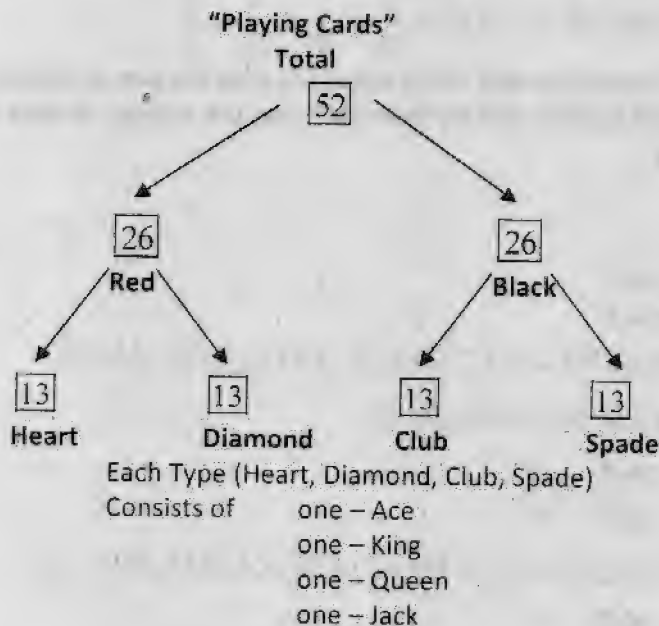 "Playing Cards"
Total
52
26 26
Red Black
13 13 13 13
Heart Diamond Club Spade
Each Type (Heart, Diamond, Club, Spade)
Consists of one – Ace
one – King
one – Queen
one – Jack